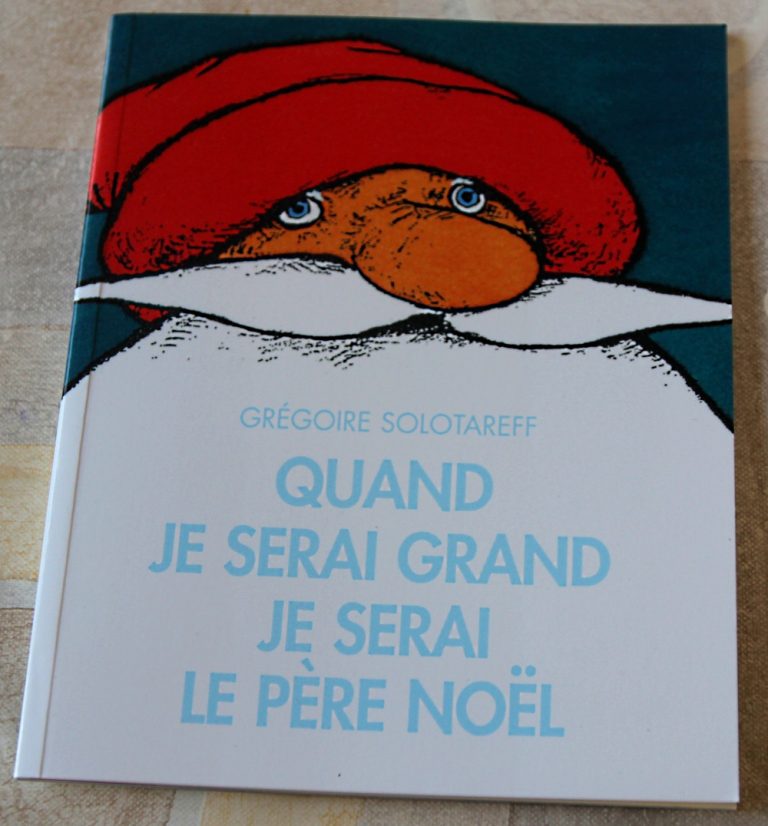 GRÉGOIRE SOLOTAREFF
QUAND
JE SERAI GRAND
JE SERAI
LE PÈRE NOËL